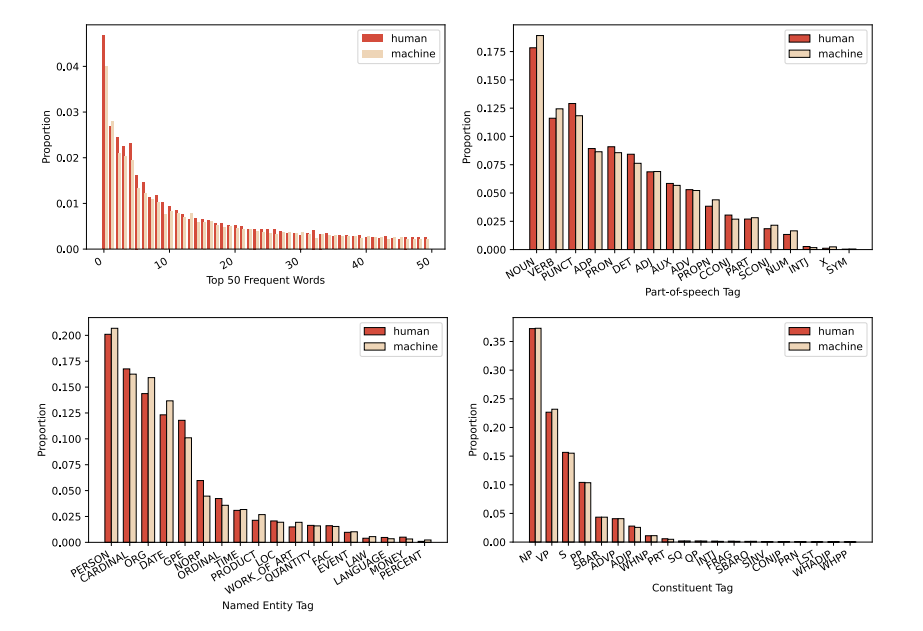 human
machine
0.04
0.03
0.02
0.01
0.00
Proportion
0
10
20
30
40
50
Top 50 Frequent Words
human
machine
0.175
0.150
0.125
0.100
0.075
0.050
0.025
0.000
Proportion
NOUN
VERB
PUNCT
ADP
PRON
DET
ADJ
AUX
ADV
PROPN
CCONJ
PART
SCONJ
NUM
INTJ
X
SYM
Part-of-speech Tag
human
machine
0.200
0.175
0.150
0.125
0.100
0.075
0.050
0.025
0.000
Proportion
PERSON
CARDINAL
ORG
DATE
GPE
NORP
ORDINAL
TIME
PRODUCT
LOC
WORK_OF_ART
QUANTITY
FAC
EVENT
LAW
LANGUAGE
MONEY
PERCENT
Named Entity Tag
human
machine
0.35
0.30
0.25
0.20
0.15
0.10
0.05
0.00
Proportion
NP
VP
S
PP
SBAR
ADVP
ADJP
WHNP
PRT
SQ
QP
INTJ
FRAG
SBARQ
SINV
CONJP
PRN
LST
WHADJP
WHPP
Constituent Tag